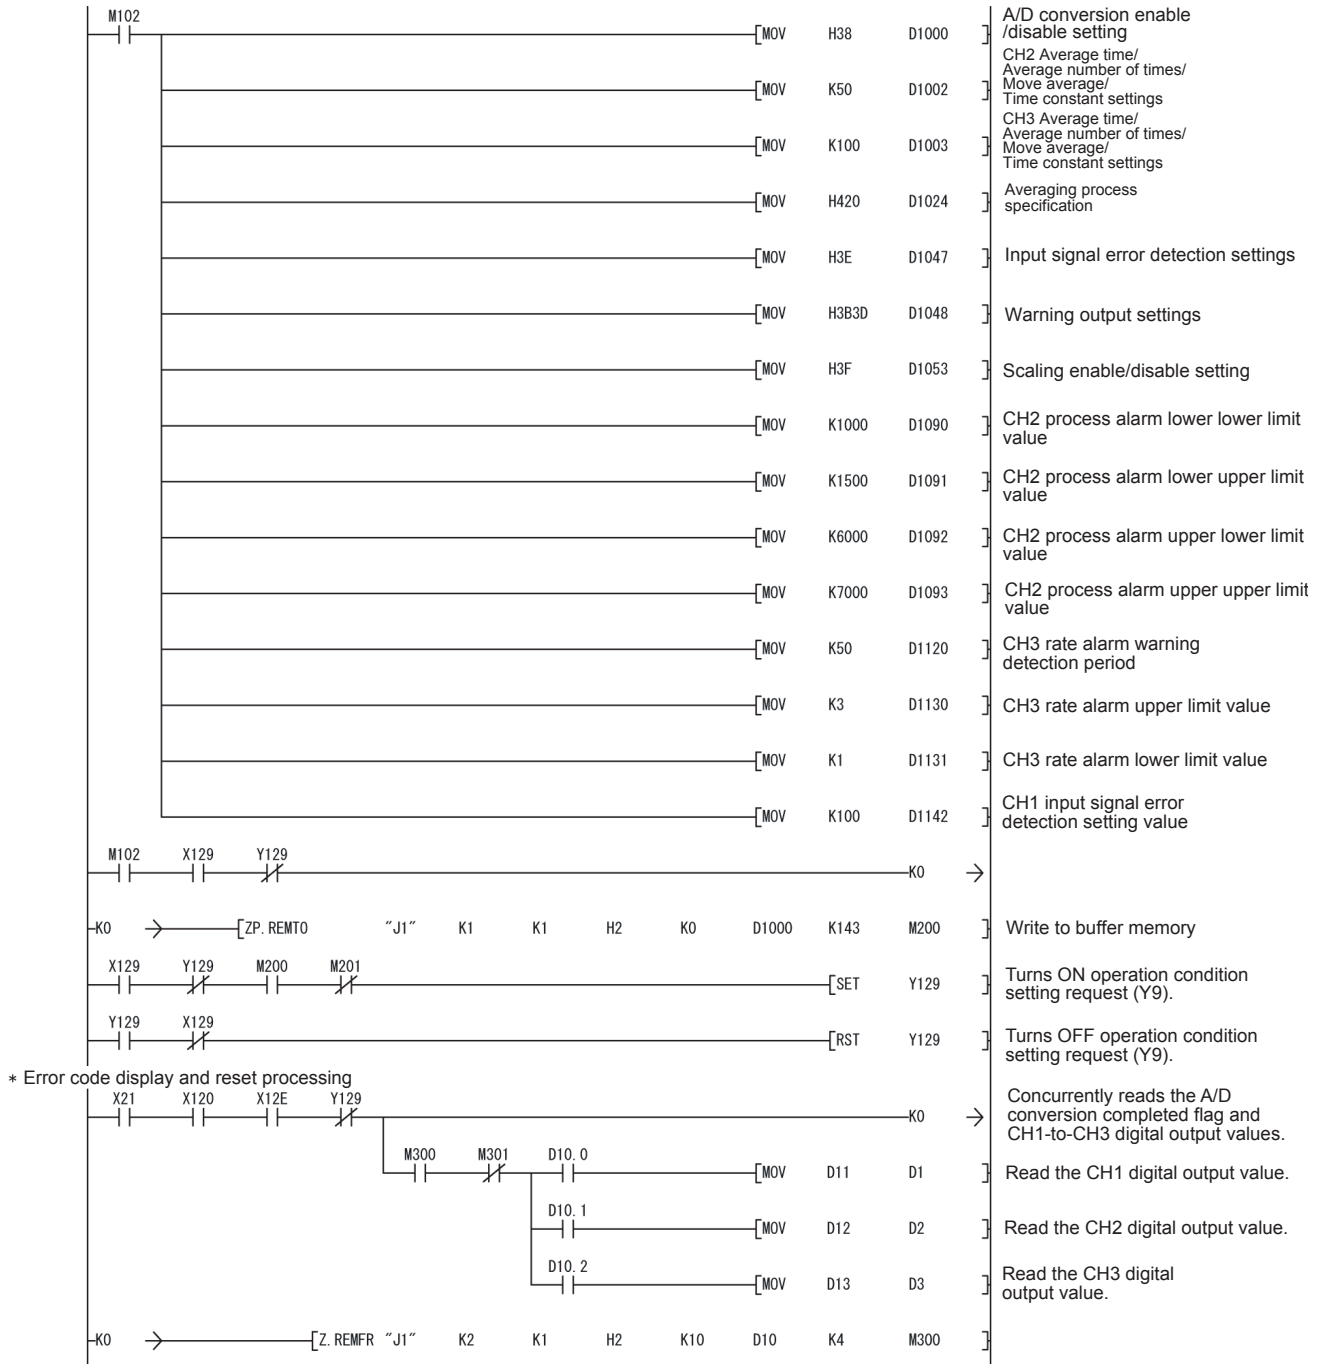 M102
[MOV H38 D1000 ]
A/D conversion enable
/disable setting
[MOV K50 D1002 ]
CH2 Average time/
Average number of times/
Move average/
Time constant settings
[MOV K100 D1003 ]
CH3 Average time/
Average number of times/
Move average/
Time constant settings
[MOV H420 D1024 ]
Averaging process
specification
[MOV H3E D1047 ]
Input signal error detection settings
[MOV H3B3D D1048 ]
Warning output settings
[MOV H3F D1053 ]
Scaling enable/disable setting
[MOV K1000 D1090 ]
CH2 process alarm lower lower limit
value
[MOV K1500 D1091 ]
CH2 process alarm lower upper limit
value
[MOV K6000 D1092 ]
CH2 process alarm upper lower limit
value
[MOV K7000 D1093 ]
CH2 process alarm upper upper limit
value
[MOV K50 D1120 ]
CH3 rate alarm warning
detection period
[MOV K3 D1130 ]
CH3 rate alarm upper limit value
[MOV K1 D1131 ]
CH3 rate alarm lower limit value
[MOV K100 D1142 ]
CH1 input signal error
detection setting value
M102 X129 Y129
K0
K0 [ZP.REMTO "J1" K1 K1 H2 K0 D1000 K143 M200 ]
Write to buffer memory
X129 Y129 M200 M201
[SET Y129 ]
Turns ON operation condition
setting request (Y9).
Y129 X129
[RST Y129 ]
Turns OFF operation condition
setting request (Y9).
* Error code display and reset processing
X21 X120 X12E Y129
K0
Concurrently reads the A/D
conversion completed flag and
CH1-to-CH3 digital output values.
M300 M301 D10.0
[MOV D11 D1 ]
Read the CH1 digital output value.
D10.1
[MOV D12 D2 ]
Read the CH2 digital output value.
D10.2
[MOV D13 D3 ]
Read the CH3 digital
output value.
K0 [Z.REMFR "J1" K2 K1 H2 K10 D10 K4 M300 ]